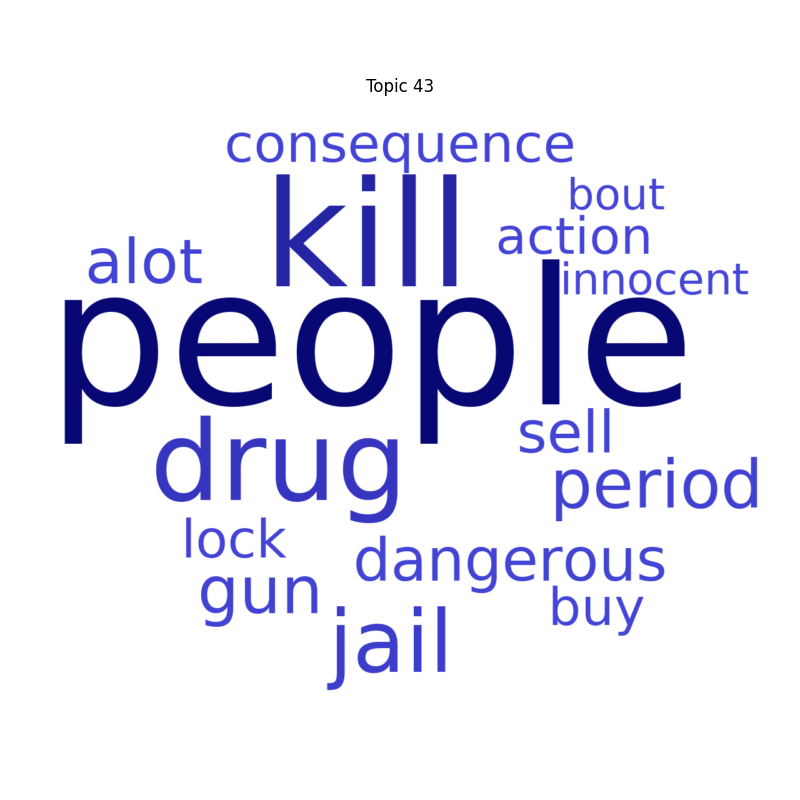 Topic 43
consequence
kill
bout
action
alot
innocent
people
drug
sell
period
lock
dangerous
gun
buy
jail